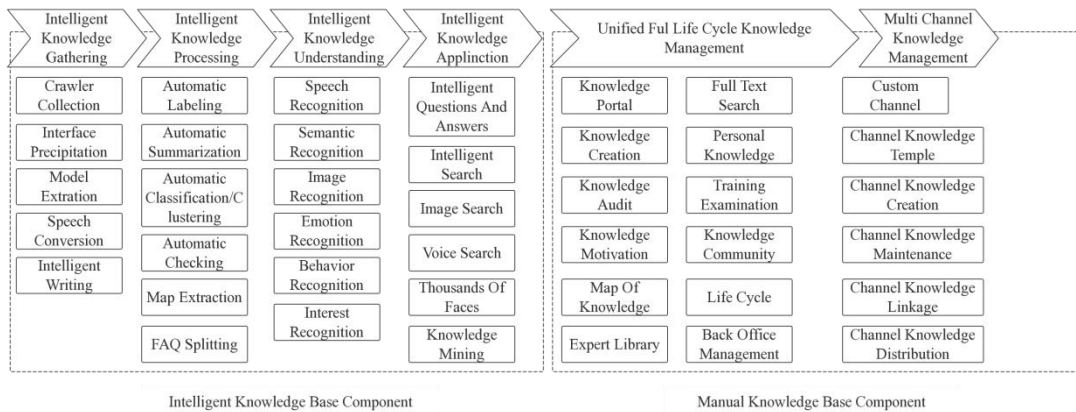 Intelligent
Knowledge
Gathering
Intelligent
Knowledge
Processing
Intelligent
Knowledge
Understanding
Intelligent
Knowledge
Applinction
Unified Ful Life Cycle Knowledge
Management
Multi Channel
Knowledge
Management
Crawler
Collection
Interface
Precipitation
Model
Extration
Speech
Conversion
Intelligent
Writing
Automatic
Labeling
Automatic
Summarization
Automatic
Classification/C
lustering
Automatic
Checking
Map Extraction
FAQ Splitting
Speech
Recognition
Semantic
Recognition
Image
Recognition
Emotion
Recognition
Behavior
Recognition
Interest
Recognition
Intelligent
Questions And
Answers
Intelligent
Search
Image Search
Voice Search
Thousands Of
Faces
Knowledge
Mining
Knowledge
Portal
Knowledge
Creation
Knowledge
Audit
Knowledge
Motivation
Map Of
Knowledge
Expert Library
Full Text
Search
Personal
Knowledge
Training
Examination
Knowledge
Community
Life Cycle
Back Office
Management
Custom
Channel
Channel Knowledge
Temple
Channel Knowledge
Creation
Channel Knowledge
Maintenance
Channel Knowledge
Linkage
Channel Knowledge
Distribution
Intelligent Knowledge Base Component
Manual Knowledge Base Component